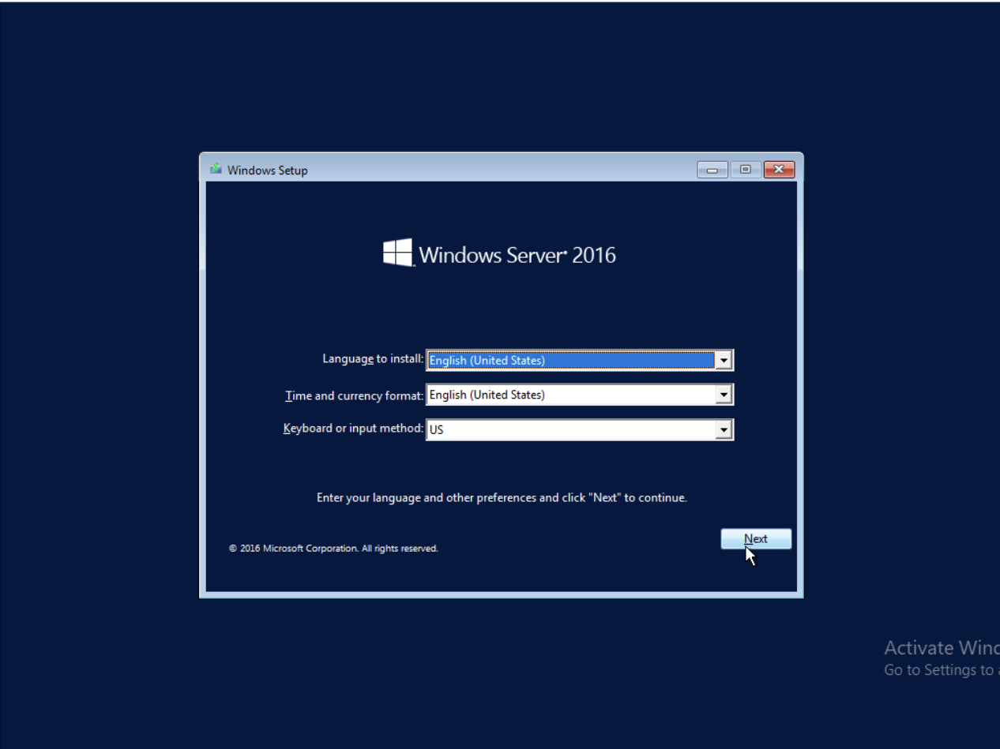 Windows Setup
Windows Server® 2016
Language to install: English (United States)
Time and currency format: English (United States)
Keyboard or input method: US
Enter your language and other preferences and click "Next" to continue.
Next
© 2016 Microsoft Corporation. All rights reserved.
Activate Wind
Go to Settings to a